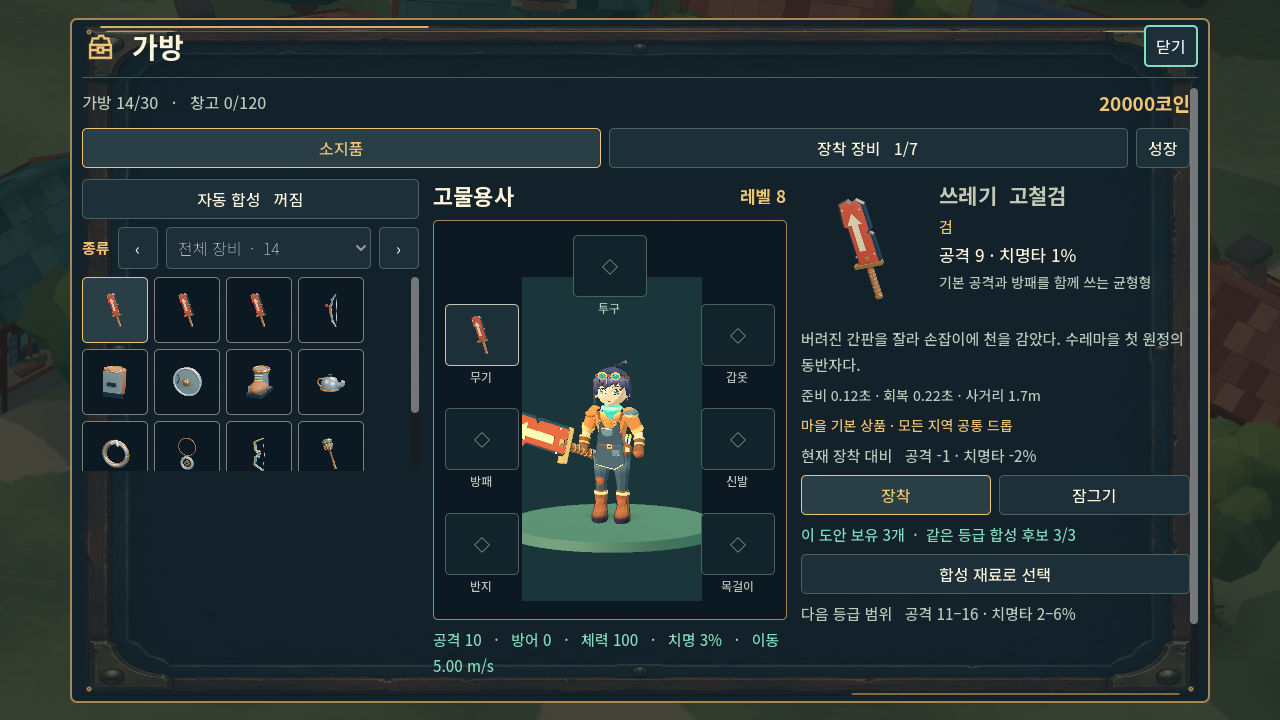 가방
닫기
가방 14/30 · 창고 0/120
20000코인
소지품
장착 장비 1/7
성장
자동 합성 꺼짐
종류
‹
전체 장비 · 14
›
고물용사
레벨 8
투구
무기
갑옷
방패
신발
반지
목걸이
공격 10 · 방어 0 · 체력 100 · 치명 3% · 이동
5.00 m/s
쓰레기 고철검
검
공격 9 · 치명타 1%
기본 공격과 방패를 함께 쓰는 균형형
버려진 간판을 잘라 손잡이에 천을 감았다. 수레마을 첫 원정의
동반자다.
준비 0.12초 · 회복 0.22초 · 사거리 1.7m
마을 기본 상품 · 모든 지역 공통 드롭
현재 장착 대비 공격 -1 · 치명타 -2%
장착
잠그기
이 도안 보유 3개 · 같은 등급 합성 후보 3/3
합성 재료로 선택
다음 등급 범위 공격 11–16 · 치명타 2–6%